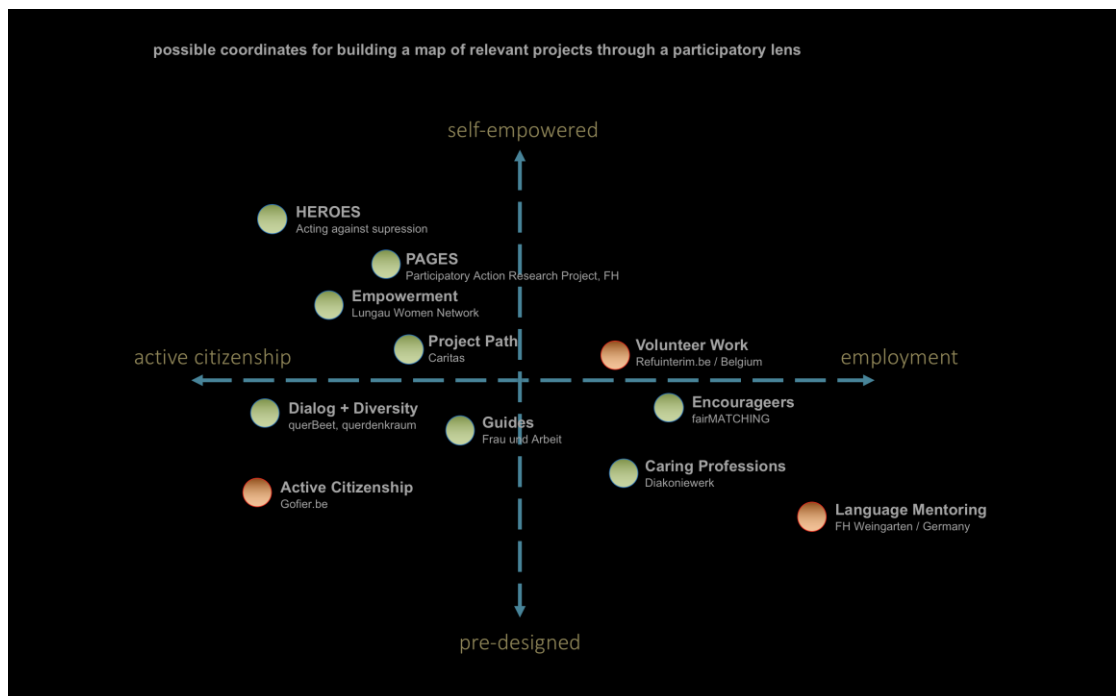 possible coordinates for building a map of relevant projects through a participatory lens
self-empowered
HEROES
Acting against supression
PAGES
Participatory Action Research Project, FH
Empowerment
Lungau Women Network
Project Path
Caritas
Volunteer Work
Refuinterim.be / Belgium
active citizenship
employment
Dialog + Diversity
querBeet, querdenkraum
Guides
Frau und Arbeit
Encourageers
fairMATCHING
Caring Professions
Diakoniewerk
Active Citizenship
Gofier.be
Language Mentoring
FH Weingarten / Germany
pre-designed